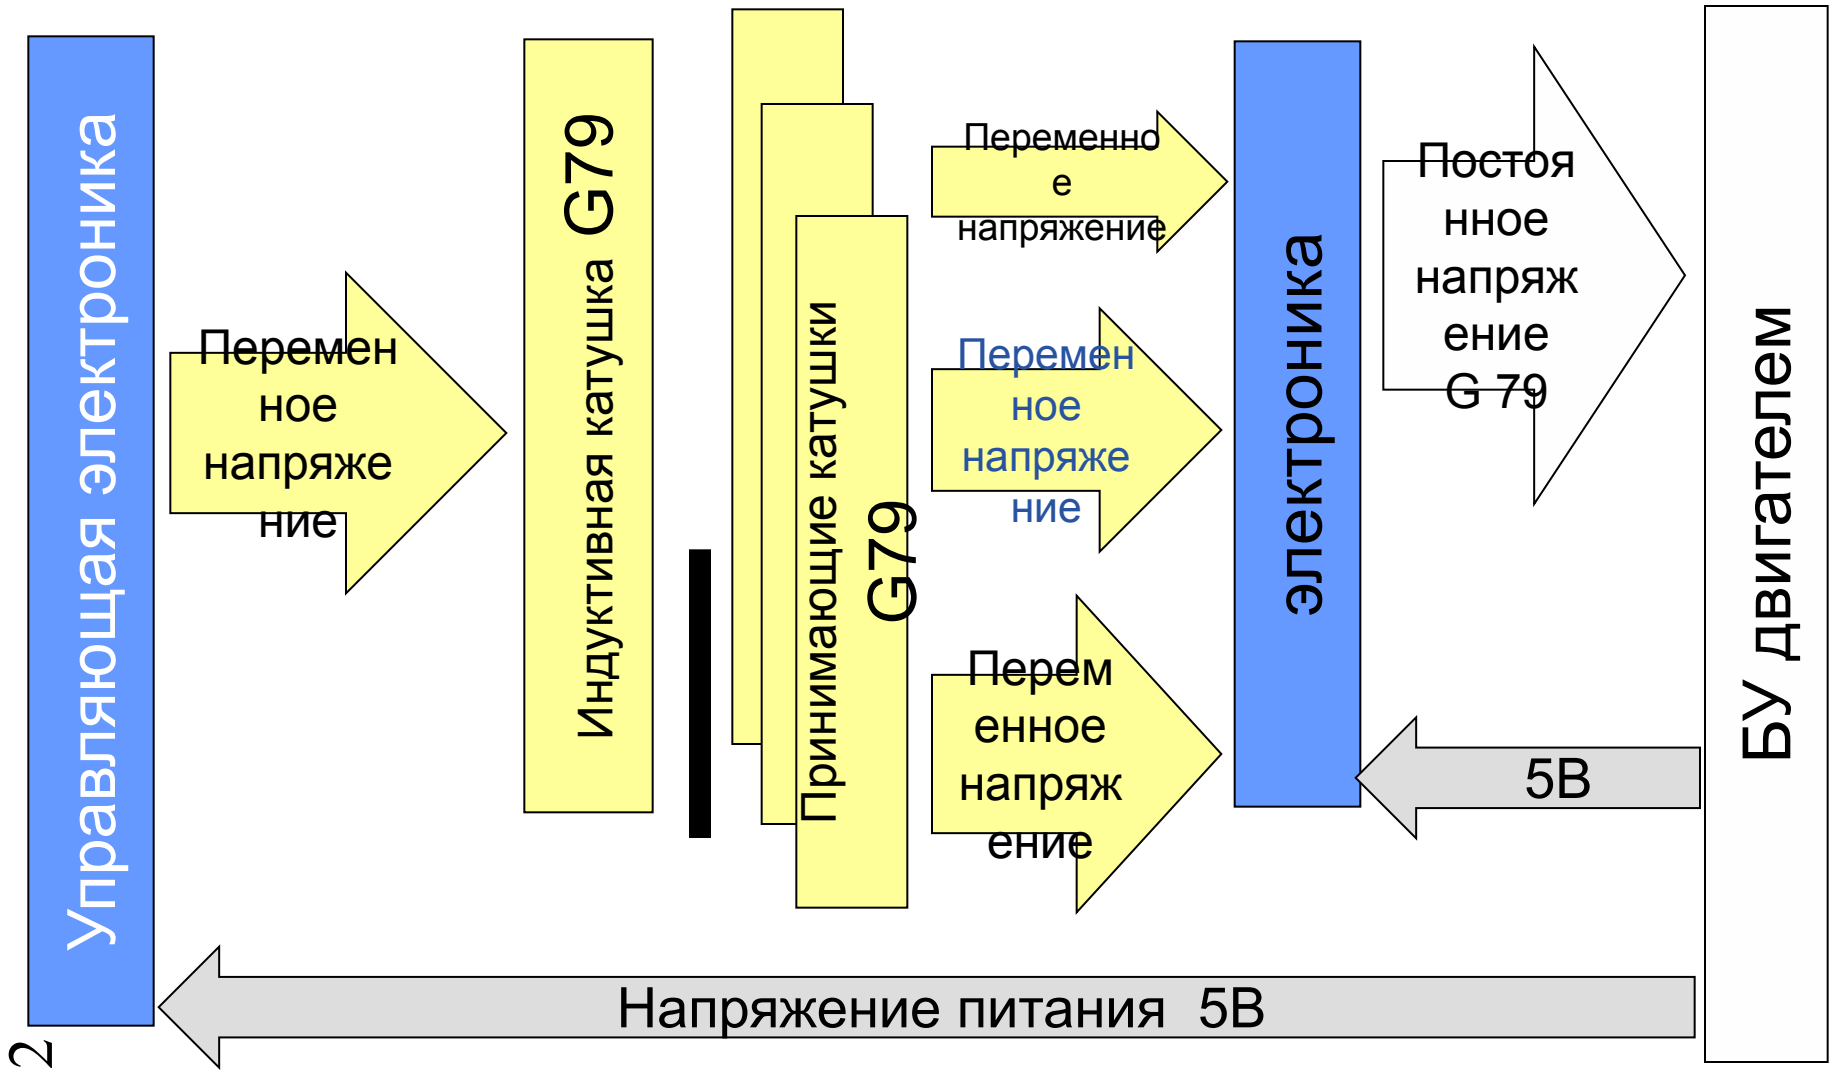 Управляющая электроника
Перемен
ное
напряже
ние
Индуктивная катушка G79
Принимающие катушки
G79
Переменно
е
напряжение
Перемен
ное
напряже
ние
Перем
енное
напряж
ение
электроника
Постоя
нное
напряж
ение
G 79
5В
БУ двигателем
Напряжение питания 5В
2